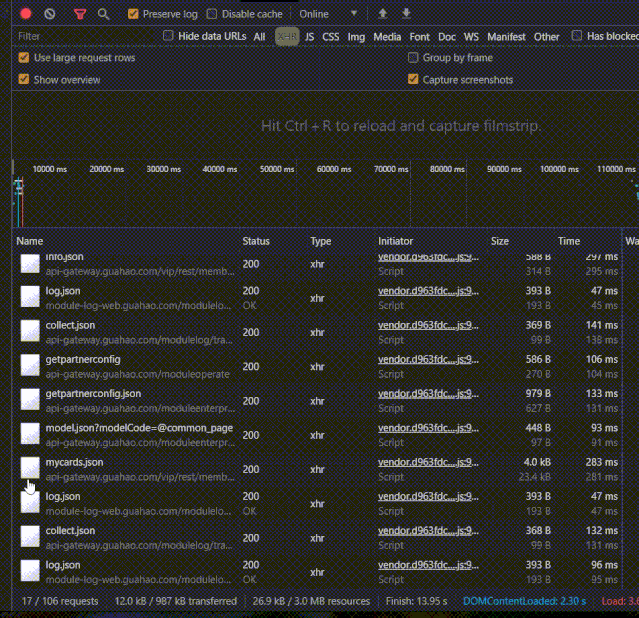 Preserve log Disable cache Online
Filter Hide data URLs All XHR JS CSS Img Media Font Doc WS Manifest Other Has blocked
Use large request rows Group by frame
Show overview Capture screenshots
Hit Ctrl + R to reload and capture filmstrip.
10000 ms 20000 ms 30000 ms 40000 ms 50000 ms 60000 ms 70000 ms 80000 ms 90000 ms 100000 ms 110000 ms
Name Status Type Initiator Size Time Wa
info.json 200 xhr vendor.d963fdc....js:9... 588 B 297 ms
api-gateway.guahao.com/vip/rest/memb... Script 314 B 295 ms
log.json 200 xhr vendor.d963fdc....js:9... 393 B 47 ms
module-log-web.guahao.com/modulelo... OK Script 193 B 45 ms
collect.json 200 xhr vendor.d963fdc....js:9... 369 B 141 ms
api-gateway.guahao.com/modulelog/tra... Script 99 B 138 ms
getpartnerconfig 200 xhr vendor.d963fdc....js:9... 586 B 106 ms
api-gateway.guahao.com/moduleoperate Script 270 B 104 ms
getpartnerconfig.json 200 xhr vendor.d963fdc....js:9... 979 B 133 ms
api-gateway.guahao.com/moduleenterpr... Script 627 B 131 ms
model.json?modelCode=@common_page 200 xhr vendor.d963fdc....js:9... 448 B 93 ms
api-gateway.guahao.com/moduleenterpr... Script 97 B 91 ms
mycards.json 200 xhr vendor.d963fdc....js:9... 4.0 kB 283 ms
api-gateway.guahao.com/vip/rest/memb... Script 23.4 kB 281 ms
log.json 200 xhr vendor.d963fdc....js:9... 393 B 47 ms
module-log-web.guahao.com/modulelo... OK Script 193 B 46 ms
collect.json 200 xhr vendor.d963fdc....js:9... 368 B 132 ms
api-gateway.guahao.com/modulelog/tra... Script 99 B 131 ms
log.json 200 xhr vendor.d963fdc....js:9... 393 B 96 ms
module-log-web.guahao.com/modulelo... OK Script 193 B 95 ms
17 / 106 requests 12.0 kB / 987 kB transferred 26.9 kB / 3.0 MB resources Finish: 13.95 s DOMContentLoaded: 2.30 s Load: 3.6